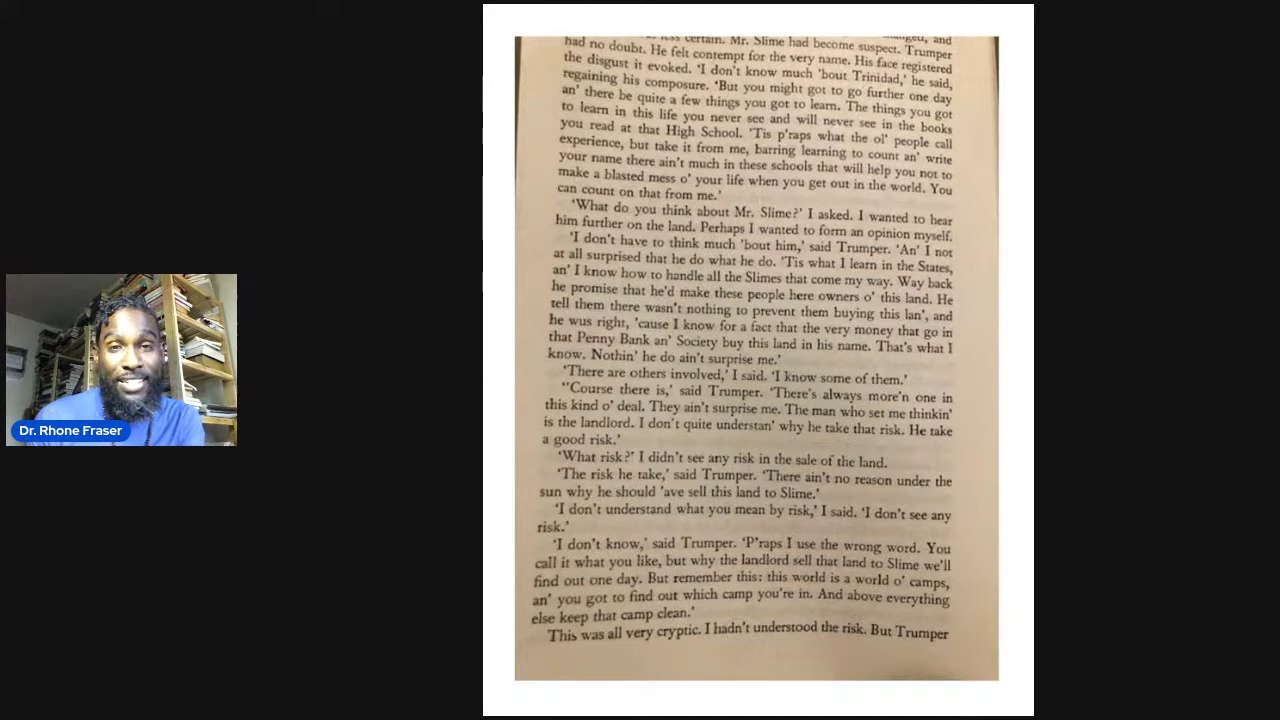 less certain. Mr. Slime had become suspect. Trumper
had no doubt. He felt contempt for the very name. His face registered
the disgust it evoked. 'I don't know much 'bout Trinidad,' he said,
regaining his composure. 'But you might got to go further one day
an' there be quite a few things you got to learn. The things you got
to learn in this life you never see and will never see in the books
you read at that High School. 'Tis p'raps what the ol' people call
experience, but take it from me, barring learning to count an' write
your name there ain't much in these schools that will help you not to
make a blasted mess o' your life when you get out in the world. You
can count on that from me.'
'What do you think about Mr. Slime?' I asked. I wanted to hear
him further on the land. Perhaps I wanted to form an opinion myself.
'I don't have to think much 'bout him,' said Trumper. 'An' I not
at all surprised that he do what he do. 'Tis what I learn in the States,
an' I know how to handle all the Slimes that come my way. Way back
he promise that he'd make these people here owners o' this land. He
tell them there wasn't nothing to prevent them buying this lan', and
he wus right, 'cause I know for a fact that the very money that go in
that Penny Bank an' Society buy this land in his name. That's what I
know. Nothin' he do ain't surprise me.'
'There are others involved,' I said. 'I know some of them.'
''Course there is,' said Trumper. 'There's always more'n one in
this kind o' deal. They ain't surprise me. The man who set me thinkin'
is the landlord. I don't quite understan' why he take that risk. He take
a good risk.'
'What risk?' I didn't see any risk in the sale of the land.
'The risk he take,' said Trumper. 'There ain't no reason under the
sun why he should 'ave sell this land to Slime.'
'I don't understand what you mean by risk,' I said. 'I don't see any
risk.'
'I don't know,' said Trumper. 'P'raps I use the wrong word. You
call it what you like, but why the landlord sell that land to Slime we'll
find out one day. But remember this: this world is a world o' camps,
an' you got to find out which camp you're in. And above everything
else keep that camp clean.'
This was all very cryptic. I hadn't understood the risk. But Trumper
Dr. Rhone Fraser